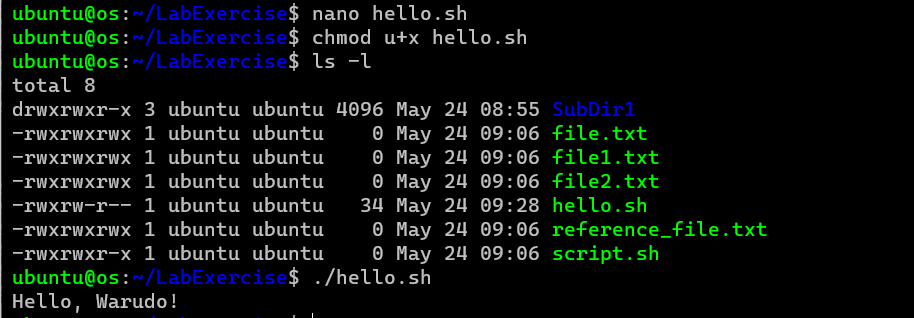 ubuntu@os:~/LabExercise$ nano hello.sh
ubuntu@os:~/LabExercise$ chmod u+x hello.sh
ubuntu@os:~/LabExercise$ ls -l
total 8
drwxrwxr-x 3 ubuntu ubuntu 4096 May 24 08:55 SubDir1
-rwxrwxrwx 1 ubuntu ubuntu    0 May 24 09:06 file.txt
-rwxrwxrwx 1 ubuntu ubuntu    0 May 24 09:06 file1.txt
-rwxrwxrwx 1 ubuntu ubuntu    0 May 24 09:06 file2.txt
-rwxrw-r-- 1 ubuntu ubuntu   34 May 24 09:28 hello.sh
-rwxrwxrwx 1 ubuntu ubuntu    0 May 24 09:06 reference_file.txt
-rwxrwxr-x 1 ubuntu ubuntu    0 May 24 09:06 script.sh
ubuntu@os:~/LabExercise$ ./hello.sh
Hello, Warudo!